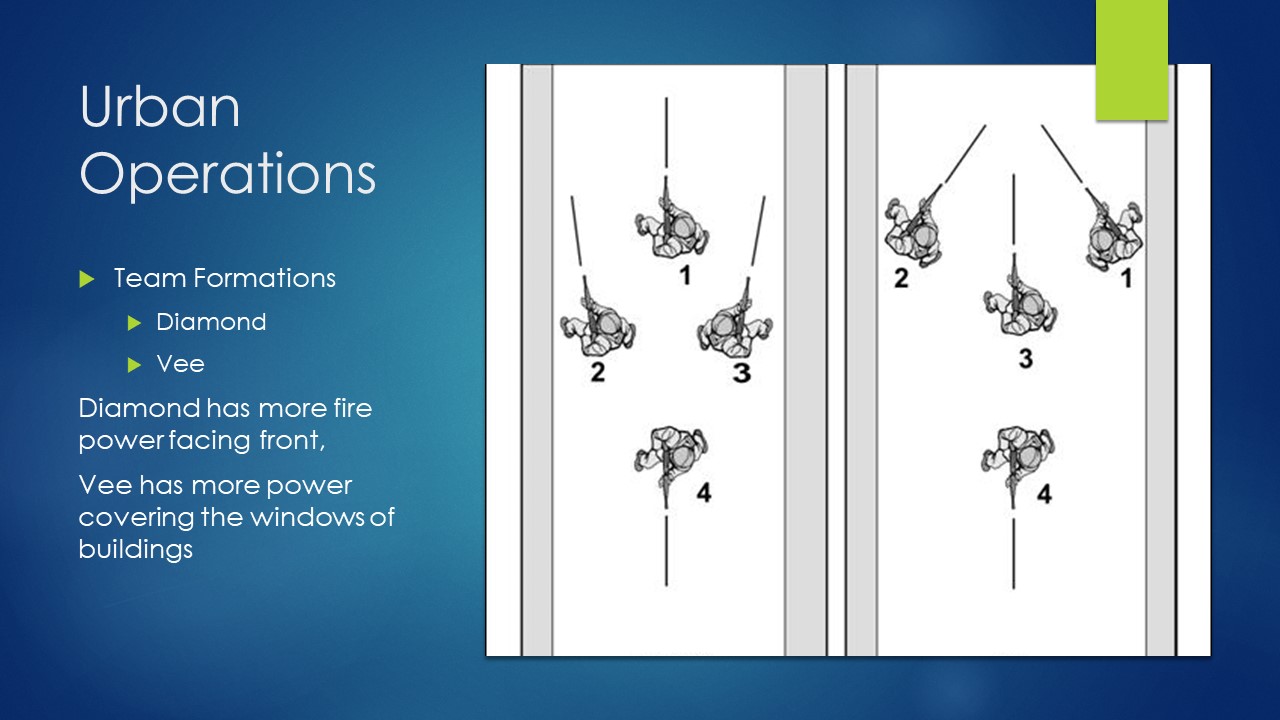 Urban
Operations
Team Formations
Diamond
Vee
Diamond has more fire
power facing front,
Vee has more power
covering the windows of
buildings
1
2
3
4
2
1
3
4